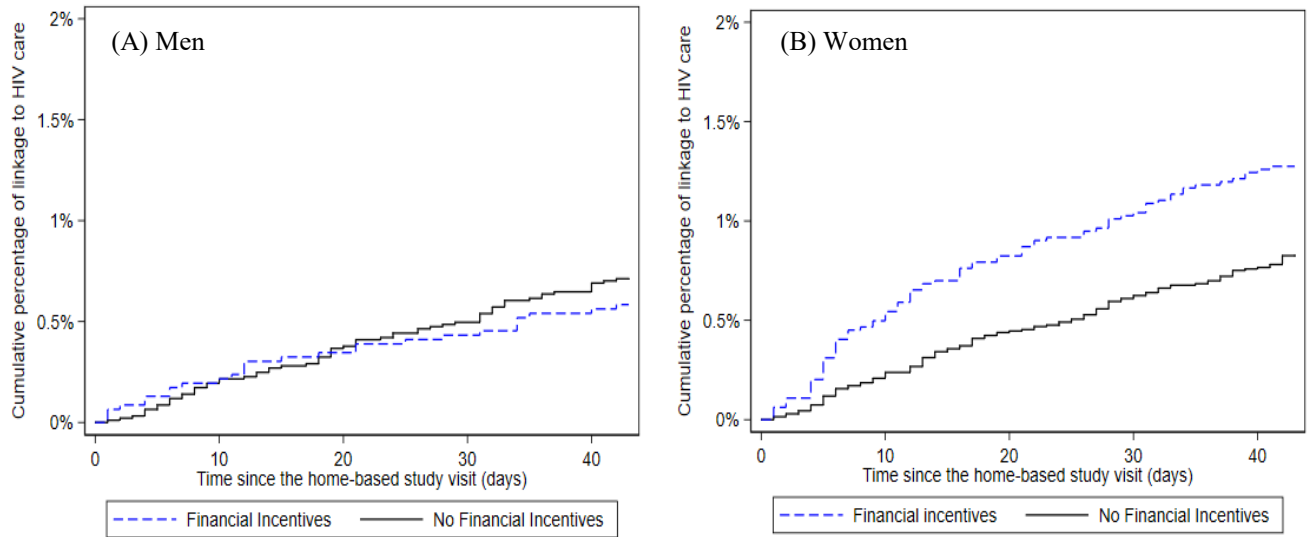 (A) Men
Cumulative percentage of linkage to HIV care
2%
1.5%
1%
0.5%
0%
0 10 20 30 40
Time since the home-based study visit (days)
Financial Incentives No Financial Incentives
(B) Women
Cumulative percentage of linkage to HIV care
2%
1.5%
1%
0.5%
0%
0 10 20 30 40
Time since the home-based study visit (days)
Financial incentives No Financial Incentives